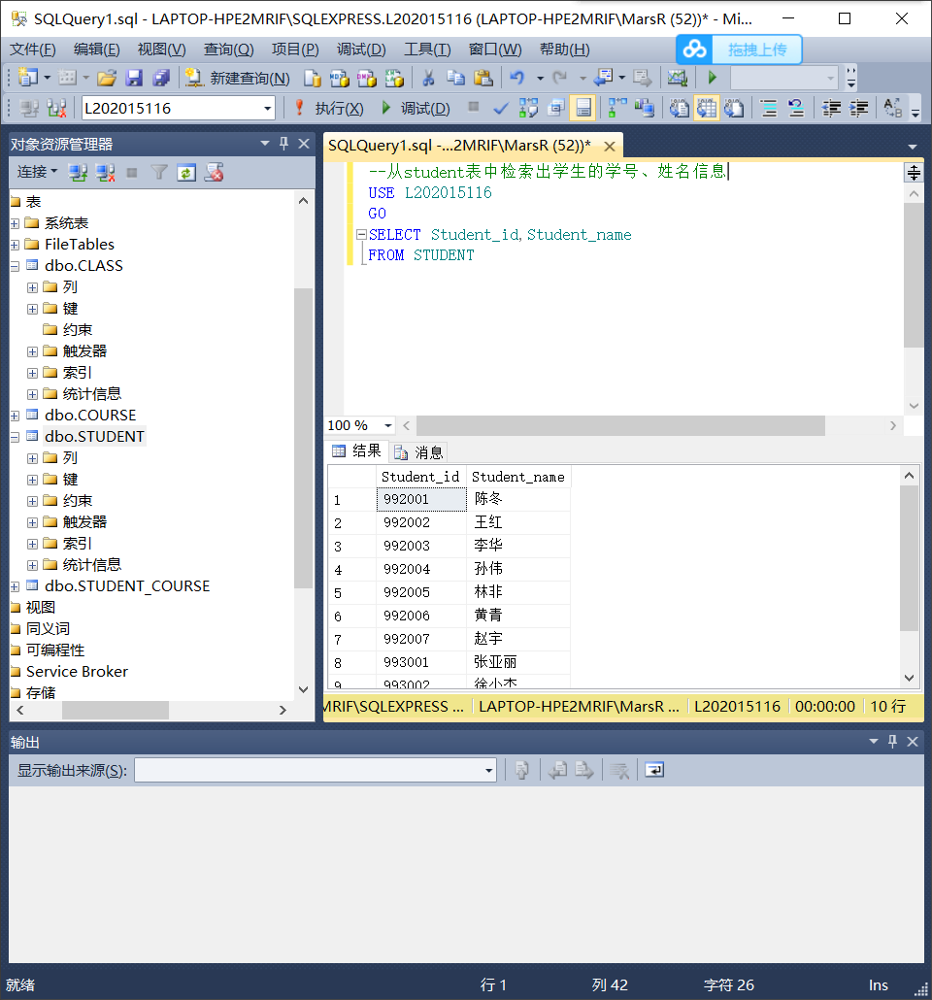 SQLQuery1.sql - LAPTOP-HPE2MRIF\SQLEXPRESS.L202015116 (LAPTOP-HPE2MRIF\MarsR (52))* - Mi...
文件(F) 编辑(E) 视图(V) 查询(Q) 项目(P) 调试(D) 工具(T) 窗口(W) 帮助(H)
拖拽上传
新建查询(N)
L202015116 执行(X) 调试(D)
对象资源管理器
连接
表
系统表
FileTables
dbo.CLASS
列
键
约束
触发器
索引
统计信息
dbo.COURSE
dbo.STUDENT
列
键
约束
触发器
索引
统计信息
dbo.STUDENT_COURSE
视图
同义词
可编程性
Service Broker
存储
SQLQuery1.sql -...2MRIF\MarsR (52))*
--从student表中检索出学生的学号、姓名信息
USE L202015116
GO
SELECT Student_id,Student_name
FROM STUDENT
100 %
结果 消息
Student_id Student_name
1 992001 陈冬
2 992002 王红
3 992003 李华
4 992004 孙伟
5 992005 林非
6 992006 黄青
7 992007 赵宇
8 993001 张亚丽
9 993002 徐小杰
MRIF\SQLEXPRESS ... LAPTOP-HPE2MRIF\MarsR ... L202015116 00:00:00 10 行
输出
显示输出来源(S):
就绪 行 1 列 42 字符 26 Ins